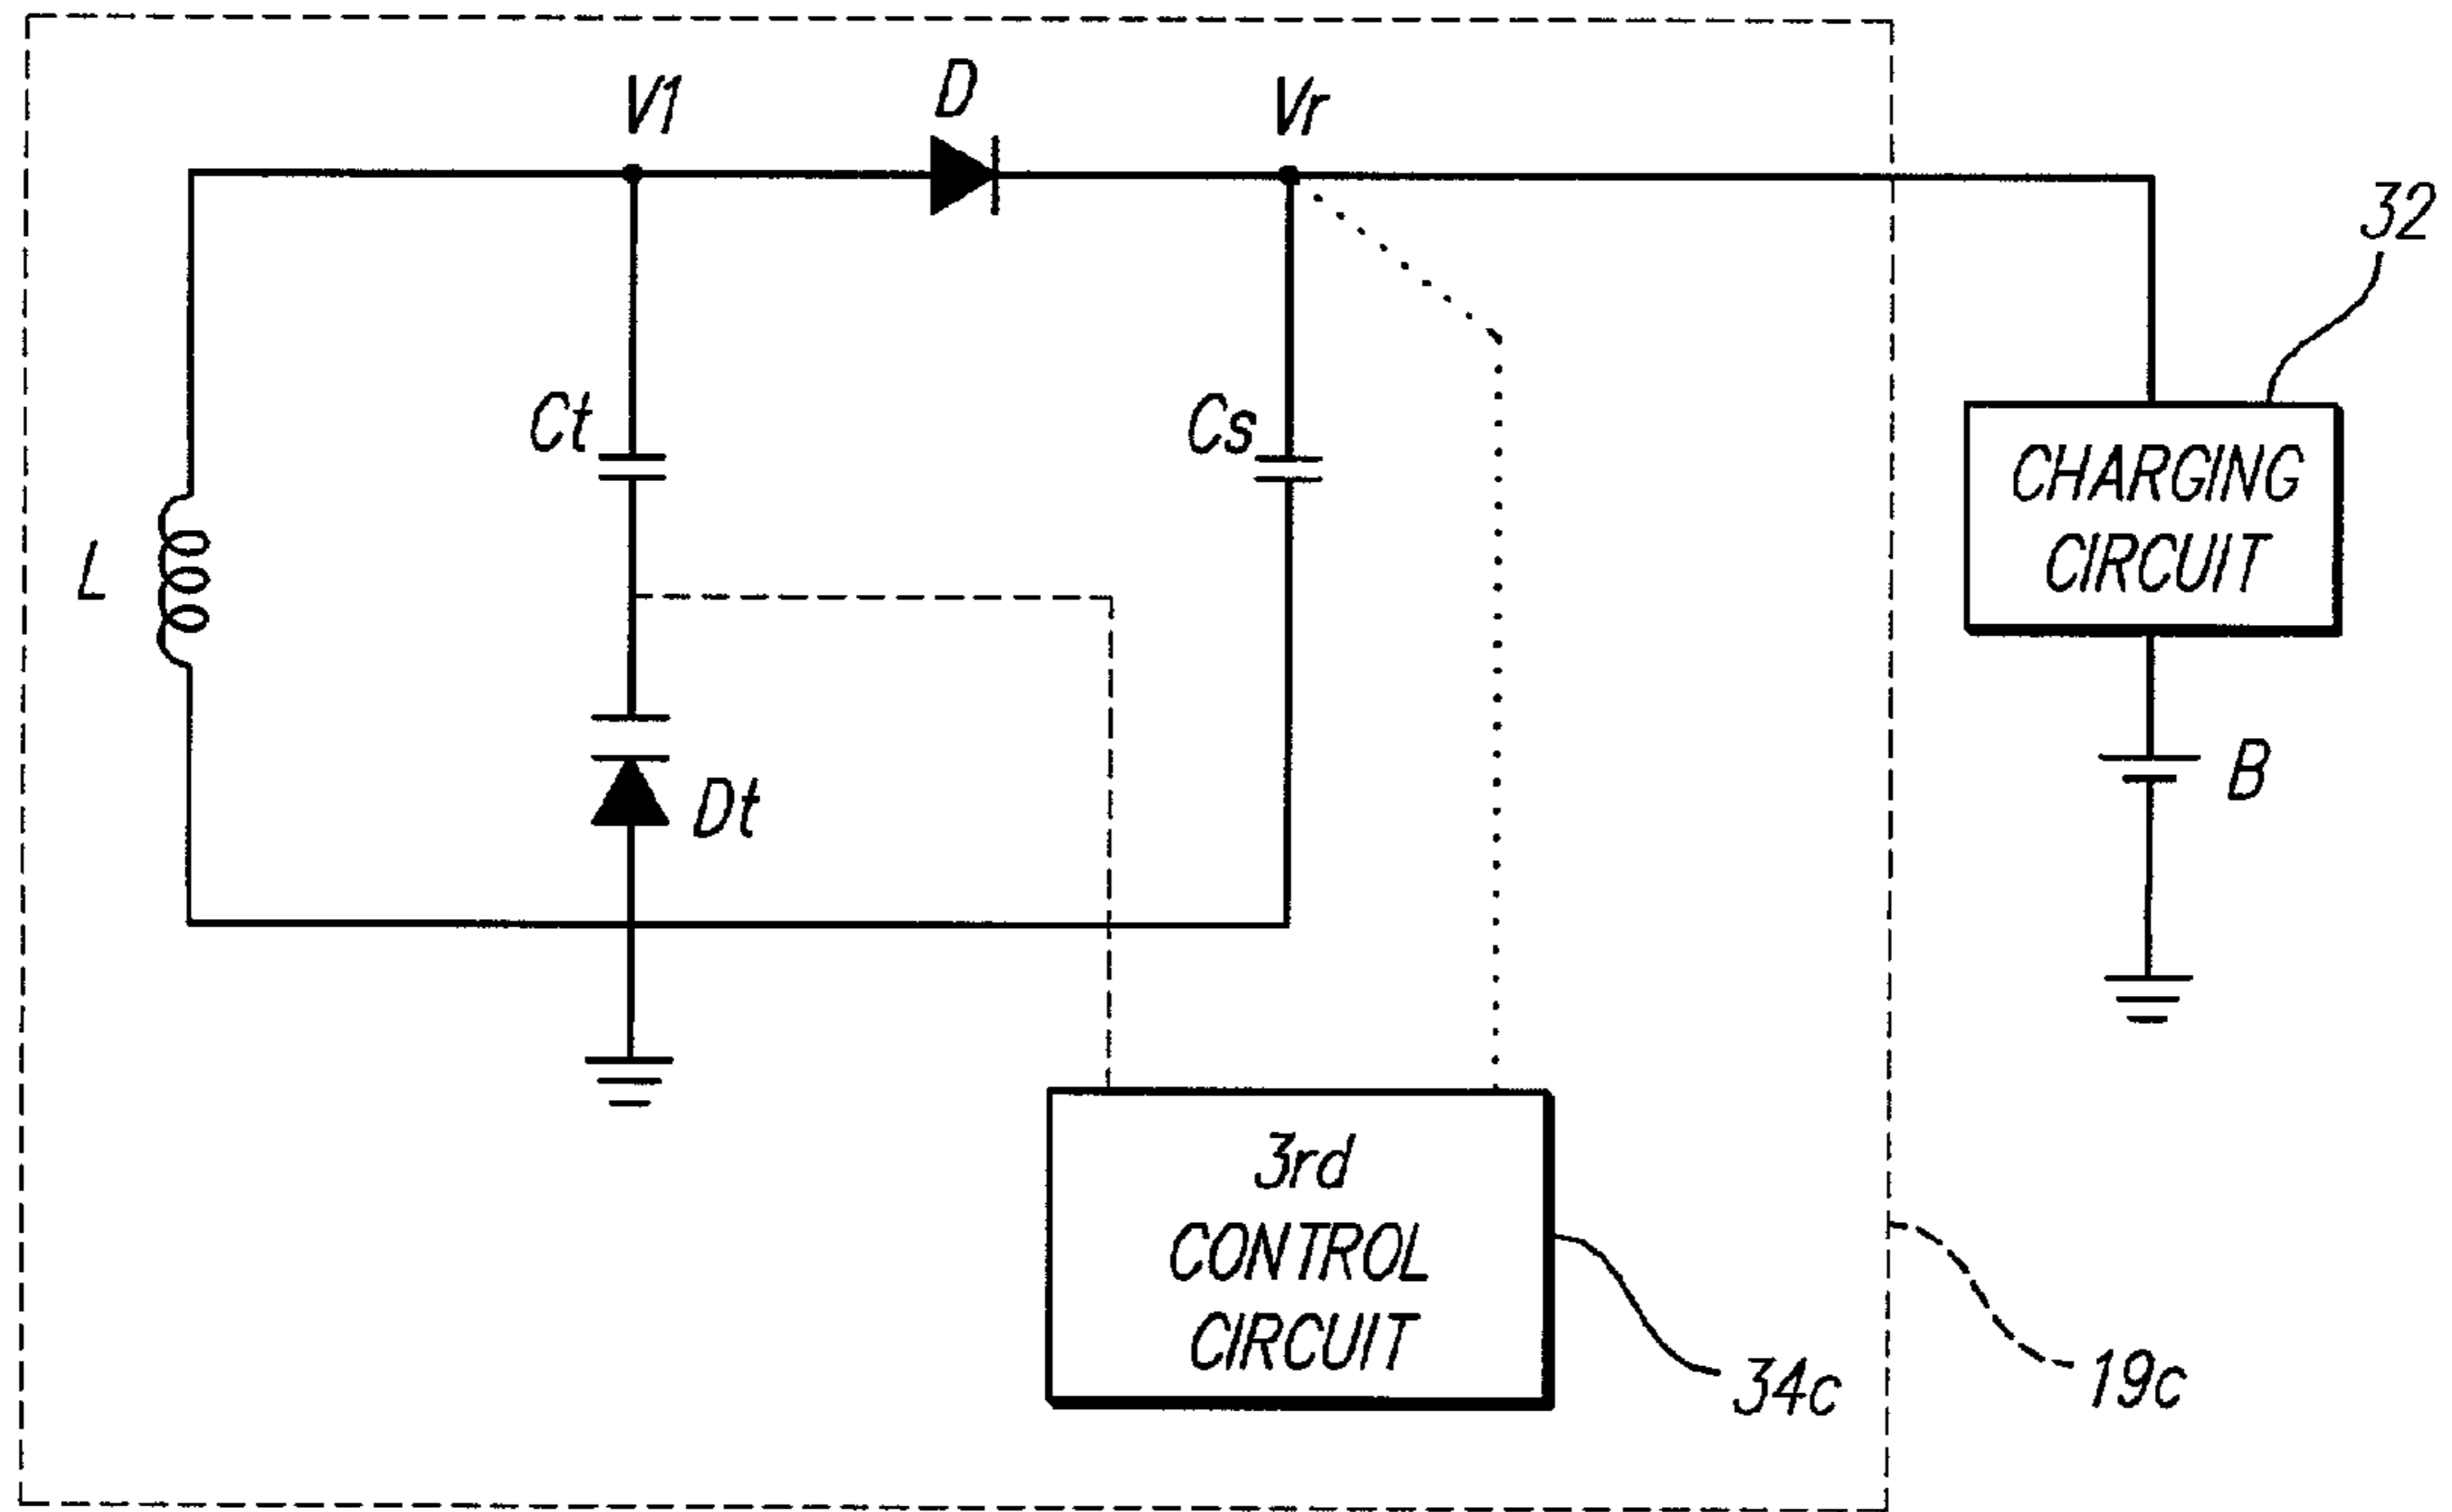 V1
D
Vr
32
Ct
Cs
CHARGING
CIRCUIT
L
B
Dt
3rd
CONTROL
CIRCUIT
34c
19c